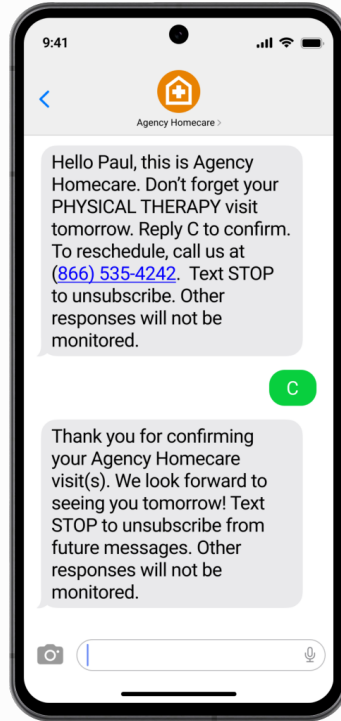 9:41
Agency Homecare >
Hello Paul, this is Agency
Homecare. Don't forget your
PHYSICAL THERAPY visit
tomorrow. Reply C to confirm.
To reschedule, call us at
(866) 535-4242.  Text STOP
to unsubscribe. Other
responses will not be
monitored.
C
Thank you for confirming
your Agency Homecare
visit(s). We look forward to
seeing you tomorrow! Text
STOP to unsubscribe from
future messages. Other
responses will not be
monitored.